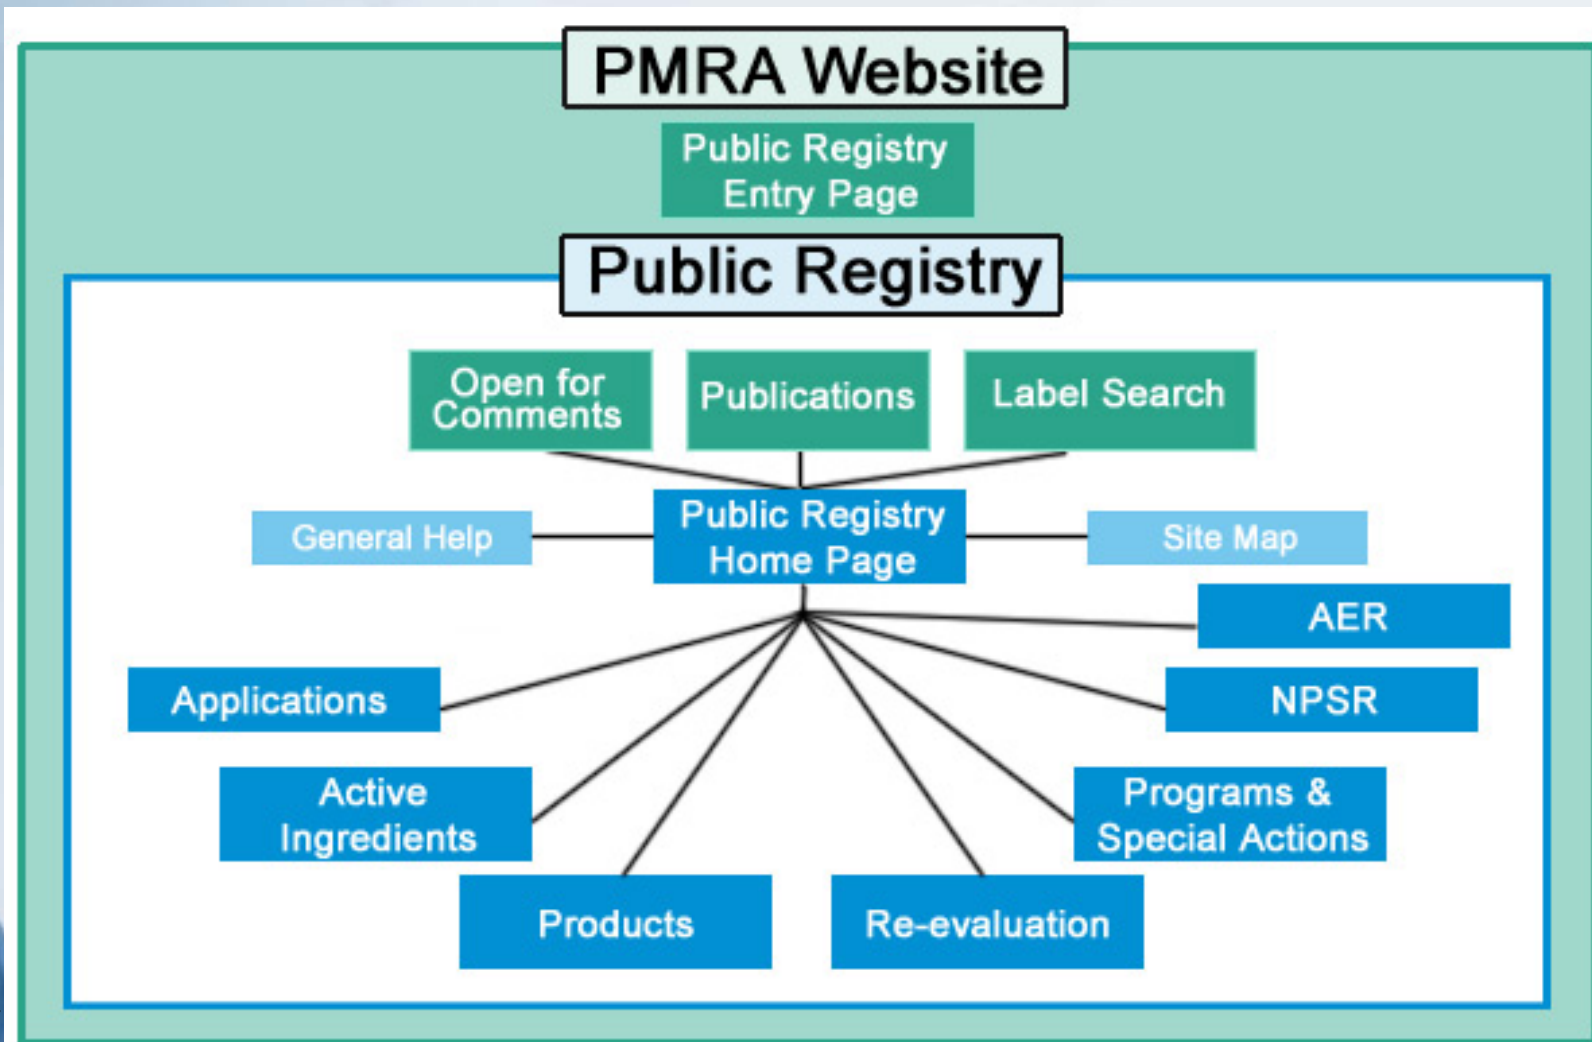 PMRA Website
Public Registry
Entry Page
Public Registry
Open for
Comments
Publications
Label Search
General Help
Public Registry
Home Page
Site Map
AER
Applications
NPSR
Active
Ingredients
Programs &
Special Actions
Products
Re-evaluation